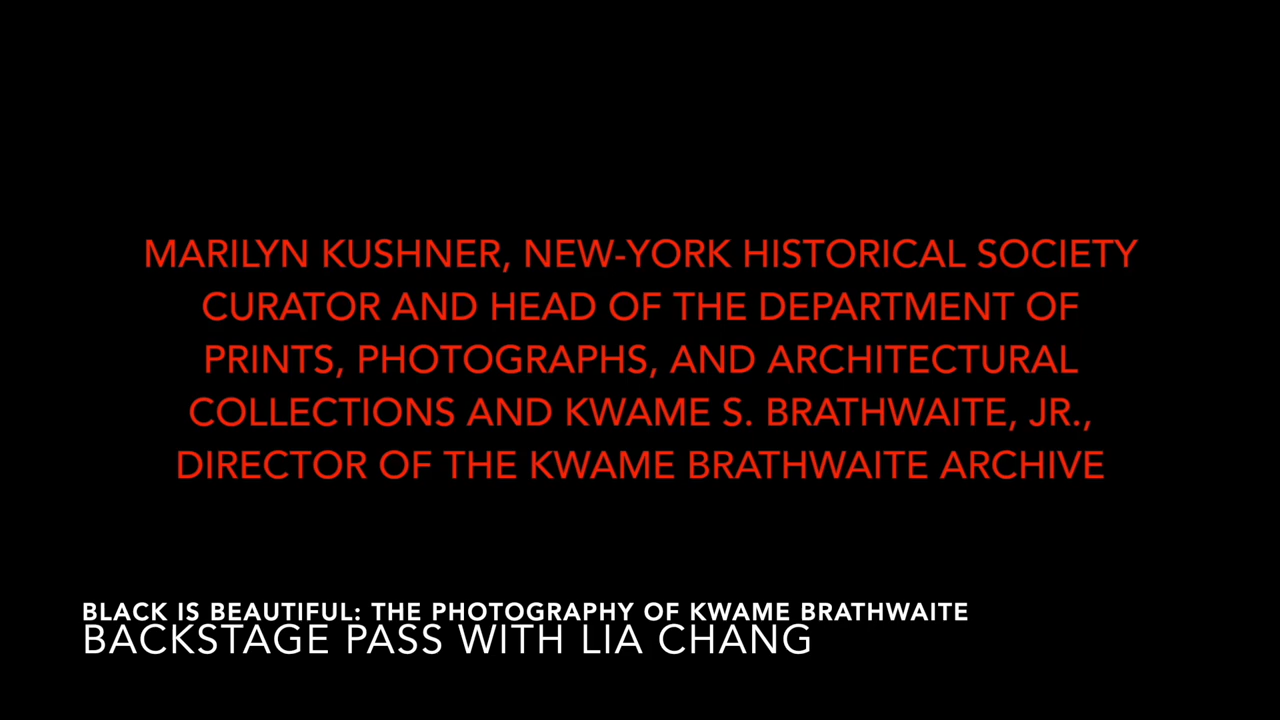 MARILYN KUSHNER, NEW-YORK HISTORICAL SOCIETY
CURATOR AND HEAD OF THE DEPARTMENT OF
PRINTS, PHOTOGRAPHS, AND ARCHITECTURAL
COLLECTIONS AND KWAME S. BRATHWAITE, JR.,
DIRECTOR OF THE KWAME BRATHWAITE ARCHIVE
BLACK IS BEAUTIFUL: THE PHOTOGRAPHY OF KWAME BRATHWAITE
BACKSTAGE PASS WITH LIA CHANG